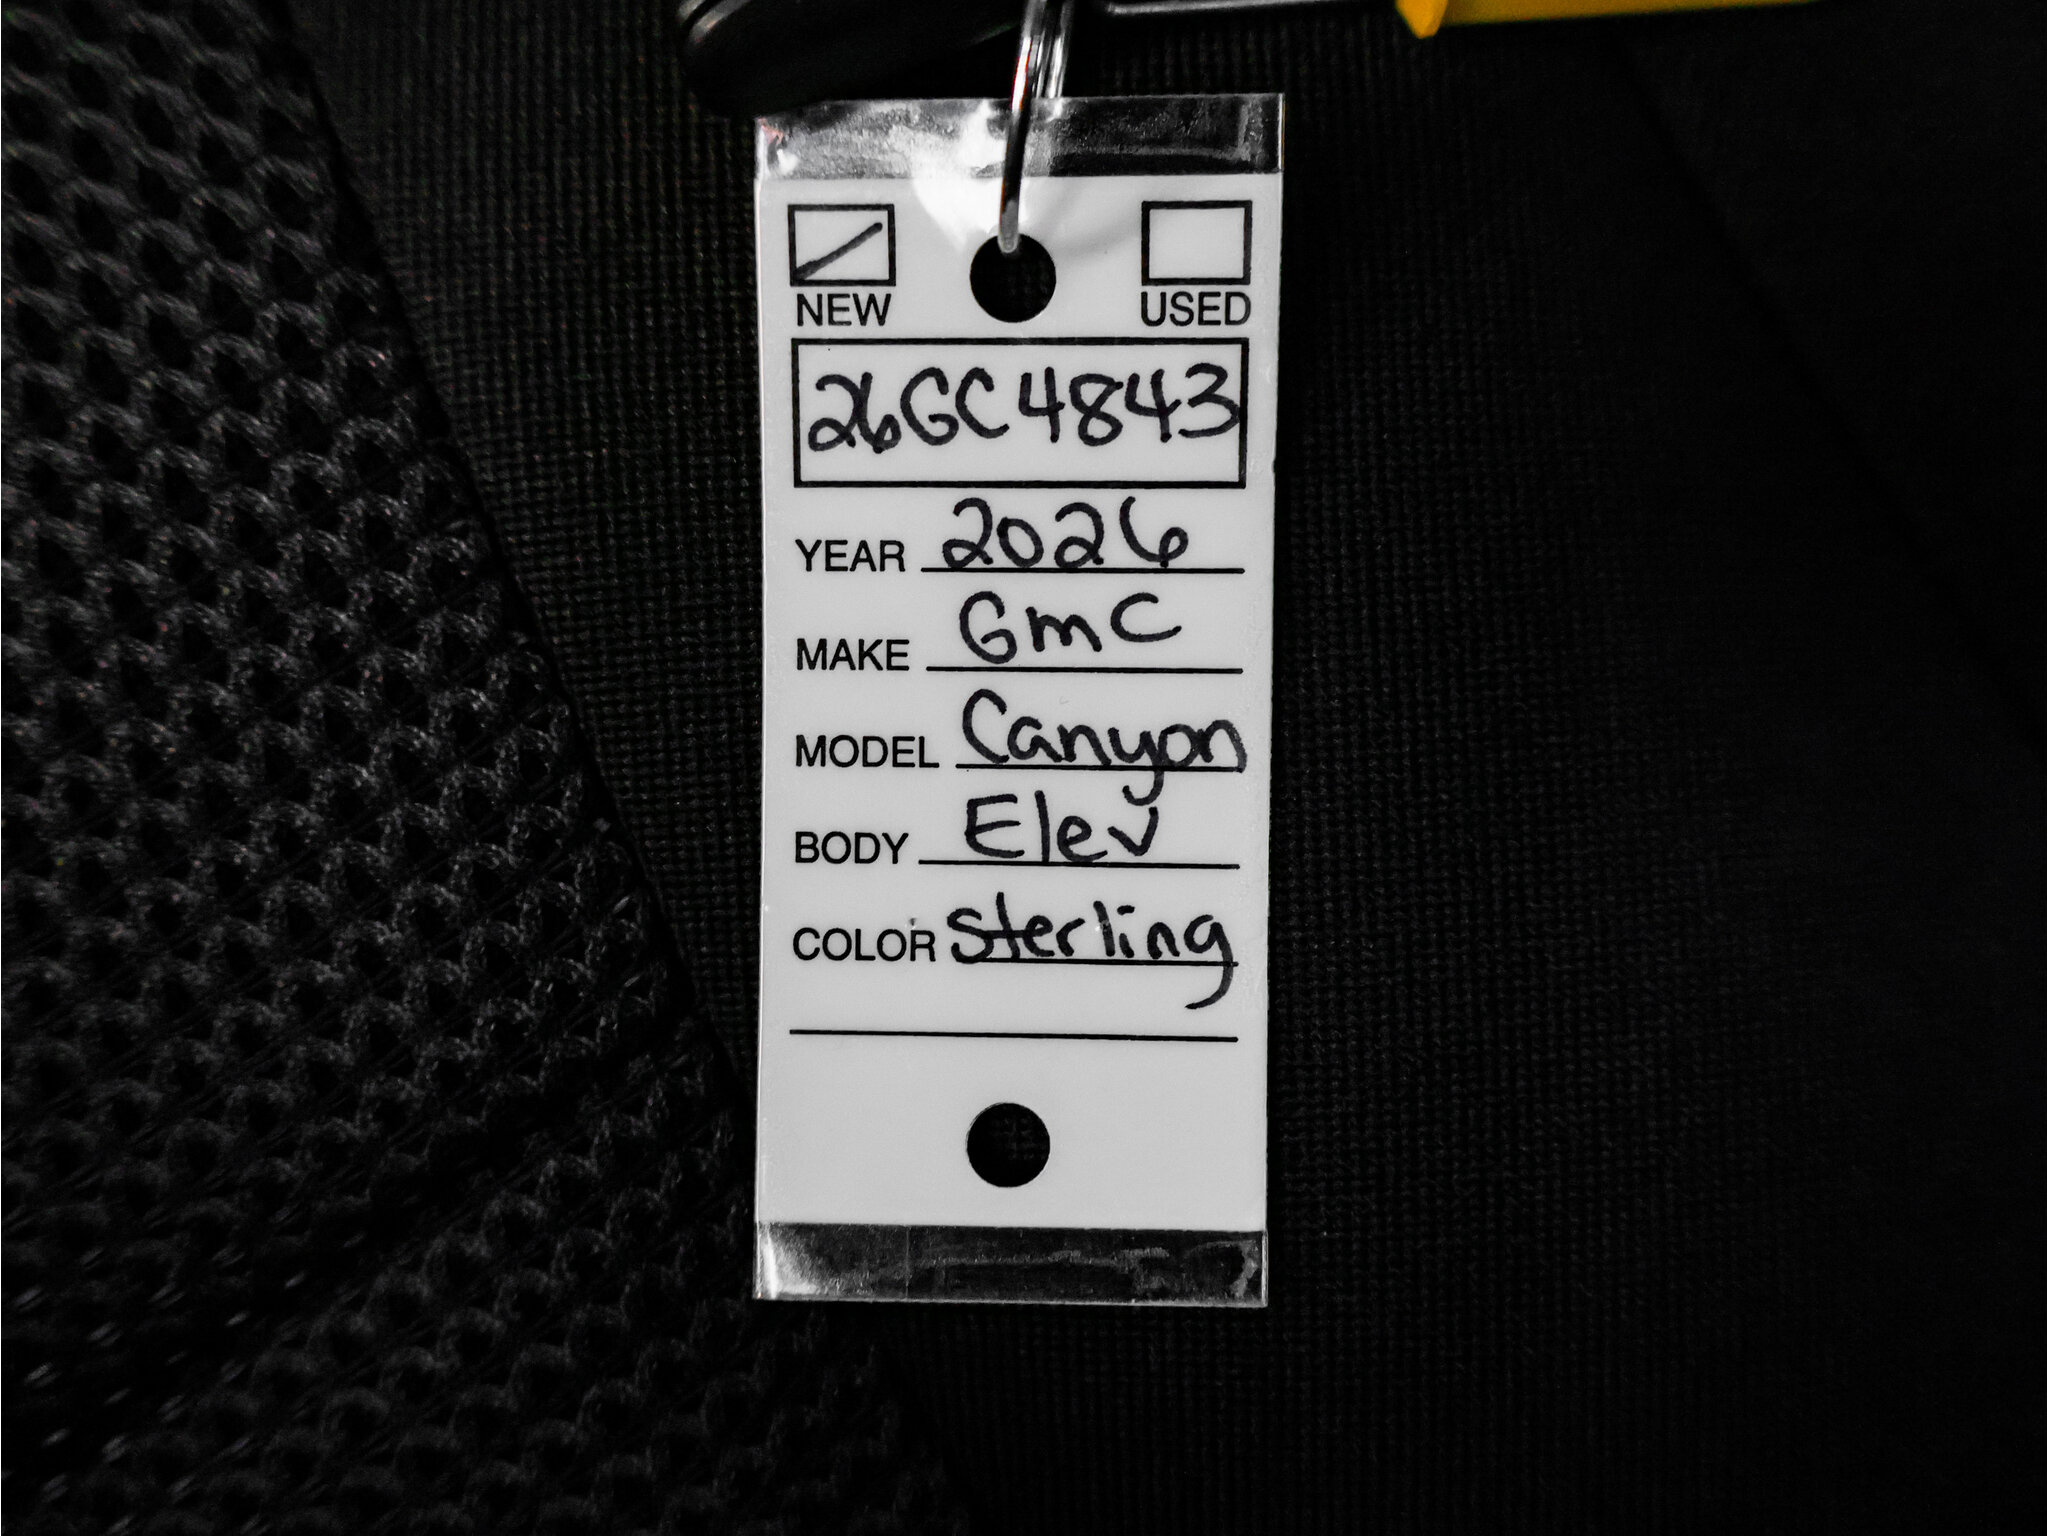 NEW USED
26GC4843
YEAR 2026
MAKE GMC
MODEL Canyon
BODY Elev
COLOR Sterling